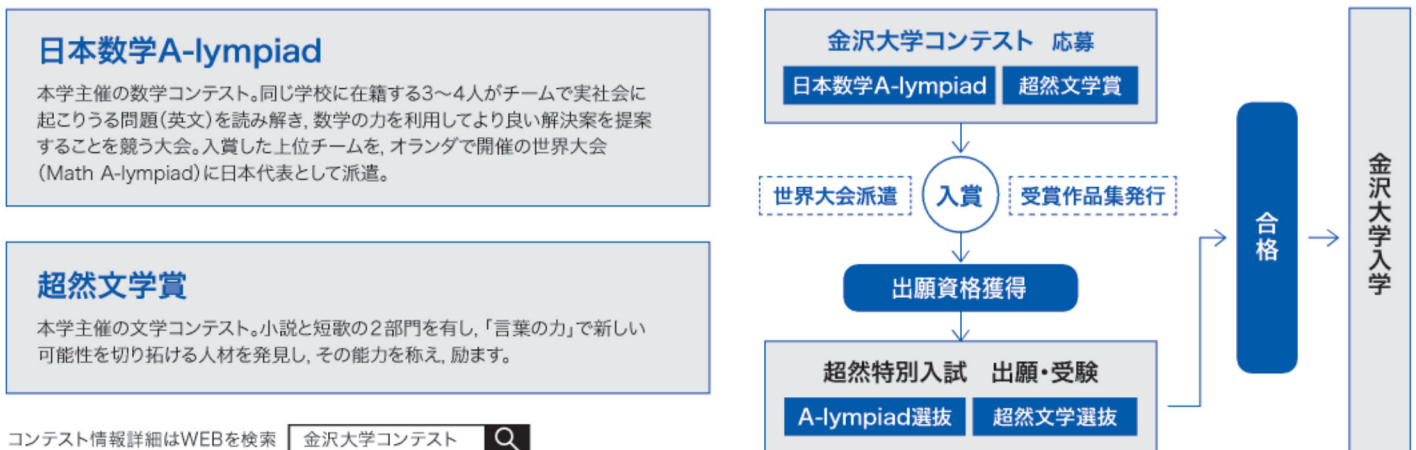 日本数学A-lympiad
本学主催の数学コンテスト。同じ学校に在籍する3〜4人がチームで実社会に
起こりうる問題(英文)を読み解き, 数学の力を利用してより良い解決案を提案
することを競う大会。入賞した上位チームを, オランダで開催の世界大会
(Math A-lympiad)に日本代表として派遣。
超然文学賞
本学主催の文学コンテスト。小説と短歌の2部門を有し, 「言葉の力」で新しい
可能性を切り拓ける人材を発見し, その能力を称え, 励ます。
コンテスト情報詳細はWEBを検索 金沢大学コンテスト
金沢大学コンテスト 応募
日本数学A-lympiad 超然文学賞
世界大会派遣 入賞 受賞作品集発行
出願資格獲得
超然特別入試 出願・受験
A-lympiad選抜 超然文学選抜
合格
金沢大学入学